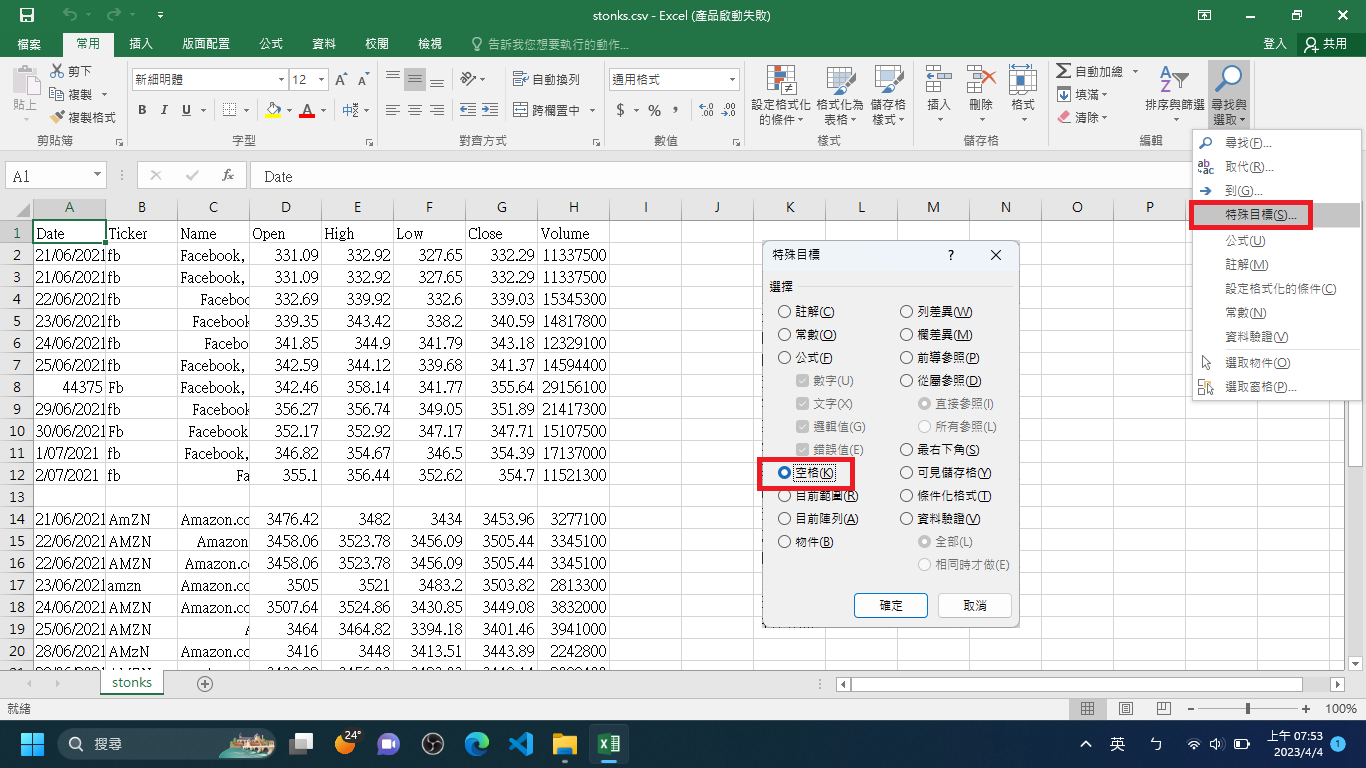 stonks.csv - Excel (產品啟動失敗)
檔案 常用 插入 版面配置 公式 資料 校閱 檢視 告訴我您想要執行的動作... 登入 共用
貼上 剪下 複製 複製格式 剪貼簿
新細明體 12 B I U A 字型
自動換列 跨欄置中 對齊方式
通用格式 $ % , .00 數值
設定格式化的條件 格式化為表格 儲存格樣式 樣式
插入 刪除 格式 儲存格
自動加總 填滿 清除 排序與篩選 尋找與選取 編輯
尋找(F)...
取代(R)...
到(G)...
特殊目標(S)...
公式(U)
註解(M)
設定格式化的條件(C)
常數(N)
資料驗證(V)
選取物件(O)
選取窗格(P)...
A1 fx Date
A B C D E F G H I J K L M N O P
1 Date Ticker Name Open High Low Close Volume
2 21/06/2021 fb Facebook, 331.09 332.92 327.65 332.29 11337500
3 21/06/2021 fb Facebook, 331.09 332.92 327.65 332.29 11337500
4 22/06/2021 fb Faceboo 332.69 339.92 332.6 339.03 15345300
5 23/06/2021 fb Facebook 339.35 343.42 338.2 340.59 14817800
6 24/06/2021 fb Facebo 341.85 344.9 341.79 343.18 12329100
7 25/06/2021 fb Facebook, 342.59 344.12 339.68 341.37 14594400
8 44375 Fb Facebook, 342.46 358.14 341.77 355.64 29156100
9 29/06/2021 fb Facebook 356.27 356.74 349.05 351.89 21417300
10 30/06/2021 Fb Facebook 352.17 352.92 347.17 347.71 15107500
11 1/07/2021 fb Facebook, 346.82 354.67 346.5 354.39 17137000
12 2/07/2021 fb Fa 355.1 356.44 352.62 354.7 11521300
13
14 21/06/2021 AmZN Amazon.co 3476.42 3482 3434 3453.96 3277100
15 22/06/2021 AMZN Amazon 3458.06 3523.78 3456.09 3505.44 3345100
16 22/06/2021 AMZN Amazon.c 3458.06 3523.78 3456.09 3505.44 3345100
17 23/06/2021 amzn Amazon.co 3505 3521 3483.2 3503.82 2813300
18 24/06/2021 AMZN Amazon.co 3507.64 3524.86 3430.85 3449.08 3832000
19 25/06/2021 AMZN A 3464 3464.82 3394.18 3401.46 3941000
20 28/06/2021 AMzN Amazon.co 3416 3448 3413.51 3443.89 2242800
特殊目標 ?
選擇
註解(C) 列差異(W)
常數(O) 欄差異(M)
公式(F) 前導參照(P)
數字(U) 從屬參照(D)
文字(X) 直接參照(I)
邏輯值(G) 所有參照(L)
錯誤值(E) 最右下角(S)
空格(K) 可見儲存格(Y)
目前範圍(R) 條件化格式(T)
目前陣列(A) 資料驗證(V)
物件(B) 全部(L)
相同時才做(E)
確定 取消
stonks
就緒 100%
搜尋 24° 英 ㄅ 上午 07:53
2023/4/4 1